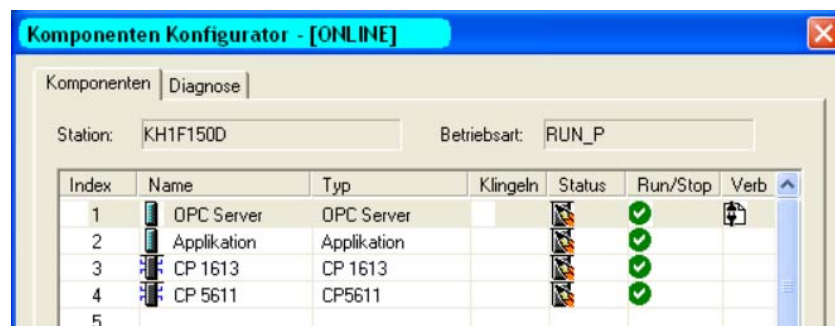 Komponenten Konfigurator - [ONLINE]
Komponenten Diagnose
Station: KH1F150D Betriebsart: RUN_P
Index Name Typ Klingeln Status Run/Stop Verb
1 OPC Server OPC Server
2 Applikation Applikation
3 CP 1613 CP 1613
4 CP 5611 CP5611
5